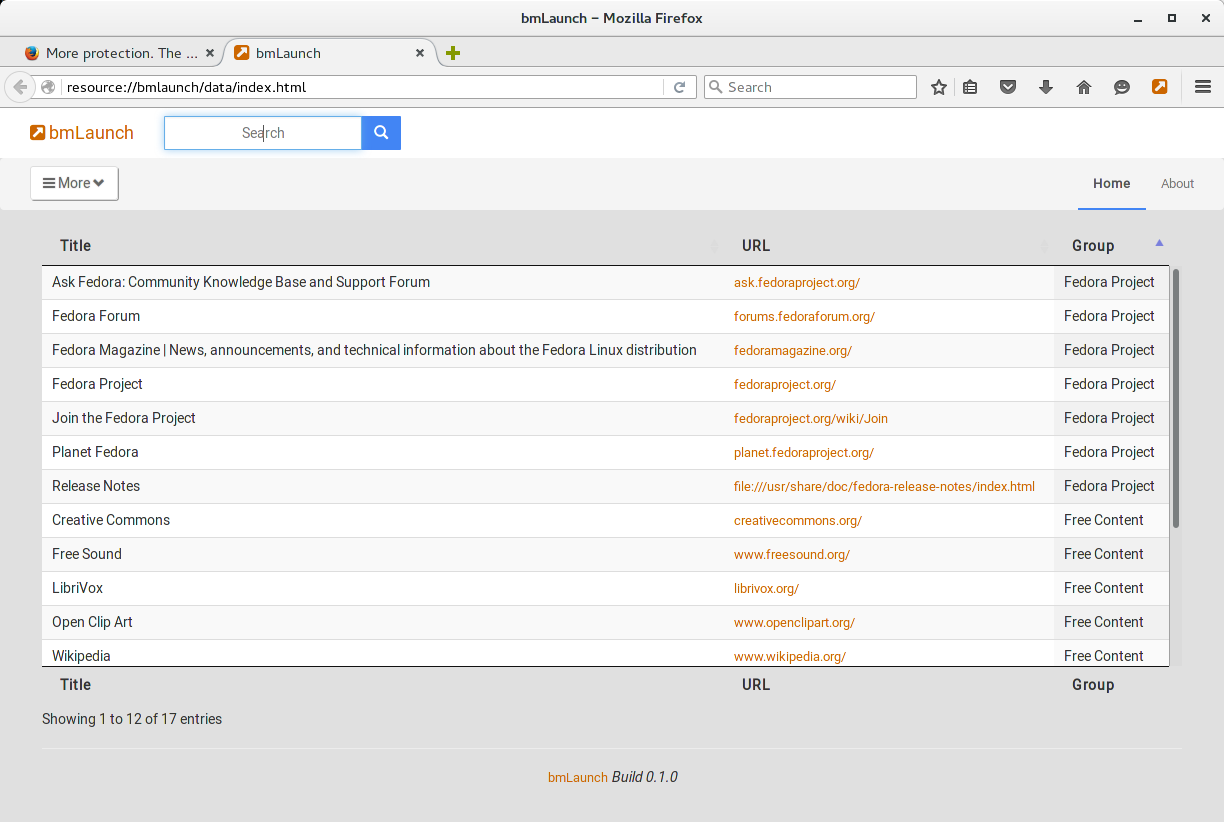 bmLaunch – Mozilla Firefox
More protection. The ... bmLaunch
resource://bmlaunch/data/index.html Search
bmLaunch Search
More Home About
Title URL Group
Ask Fedora: Community Knowledge Base and Support Forum ask.fedoraproject.org/ Fedora Project
Fedora Forum forums.fedoraforum.org/ Fedora Project
Fedora Magazine | News, announcements, and technical information about the Fedora Linux distribution fedoramagazine.org/ Fedora Project
Fedora Project fedoraproject.org/ Fedora Project
Join the Fedora Project fedoraproject.org/wiki/Join Fedora Project
Planet Fedora planet.fedoraproject.org/ Fedora Project
Release Notes file:///usr/share/doc/fedora-release-notes/index.html Fedora Project
Creative Commons creativecommons.org/ Free Content
Free Sound www.freesound.org/ Free Content
LibriVox librivox.org/ Free Content
Open Clip Art www.openclipart.org/ Free Content
Wikipedia www.wikipedia.org/ Free Content
Title URL Group
Showing 1 to 12 of 17 entries
bmLaunch Build 0.1.0